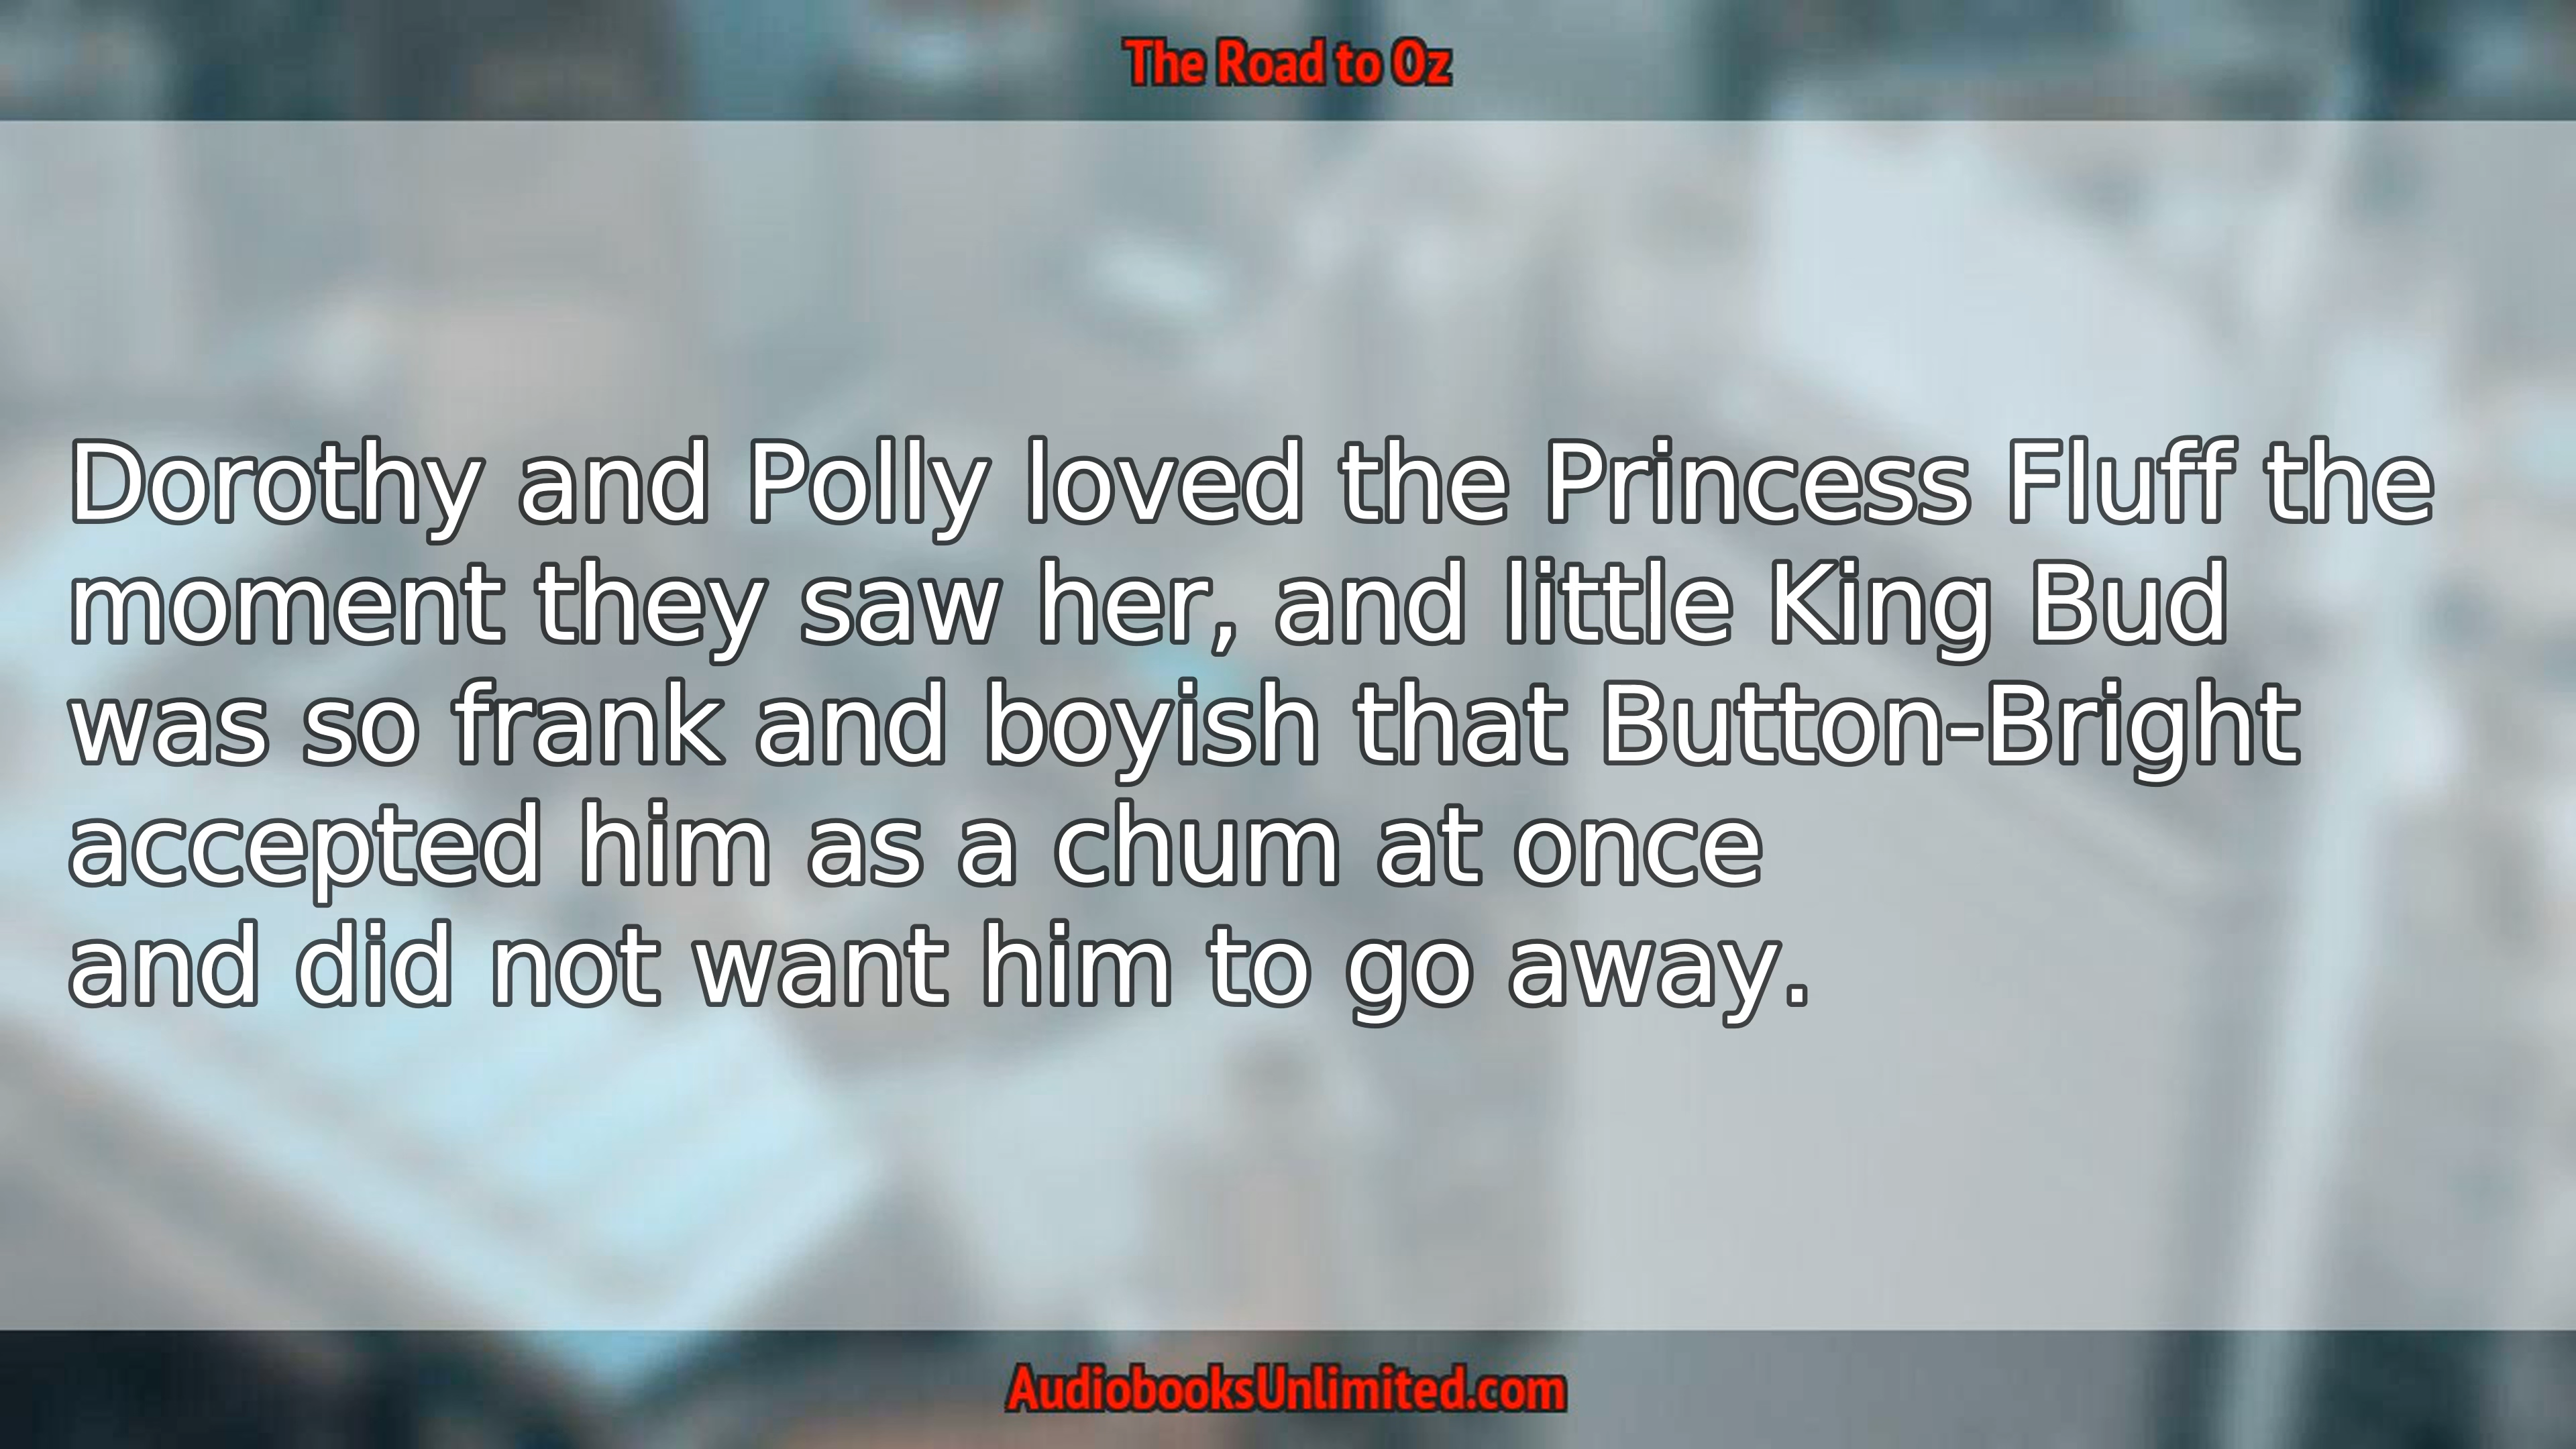 The Road to Oz
Dorothy and Polly loved the Princess Fluff the
moment they saw her, and little King Bud
was so frank and boyish that Button-Bright
accepted him as a chum at once
and did not want him to go away.
AudiobooksUnlimited.com